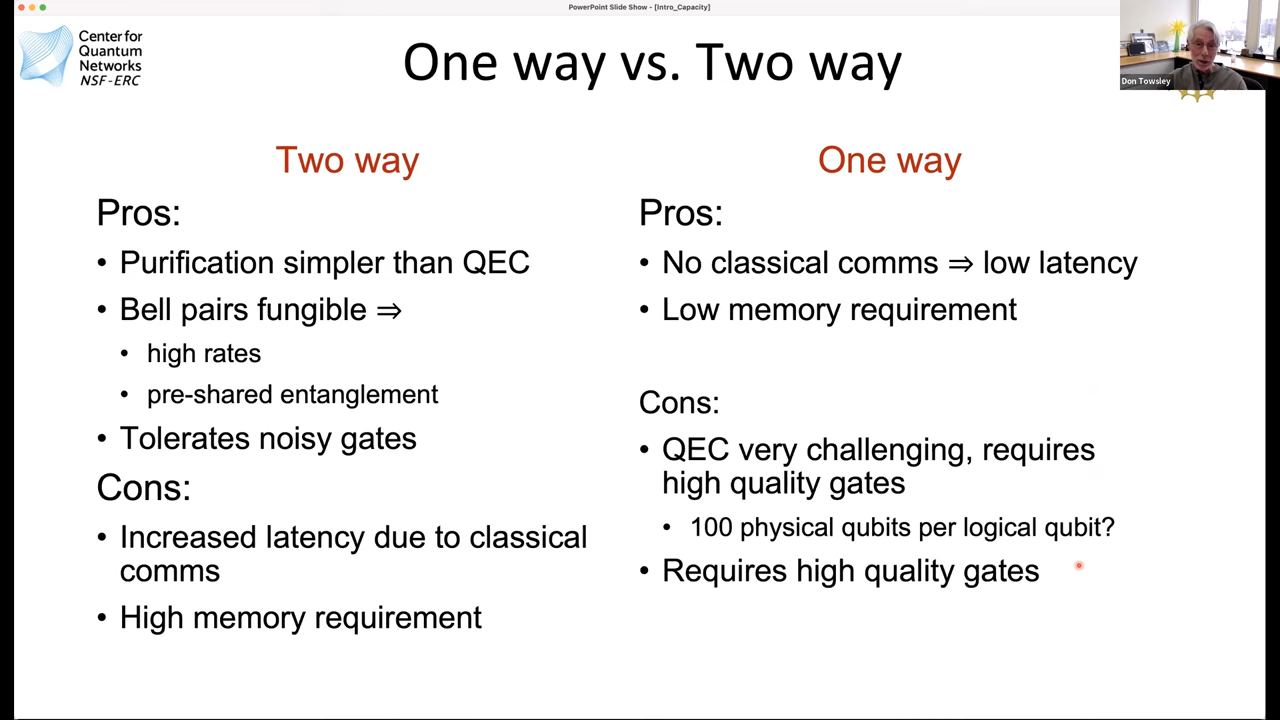 PowerPoint Slide Show - [Intro_Capacity]
Center for
Quantum
Networks
NSF-ERC
One way vs. Two way
Don Towsley
Two way
Pros:
• Purification simpler than QEC
• Bell pairs fungible ⇒
• high rates
• pre-shared entanglement
• Tolerates noisy gates
Cons:
• Increased latency due to classical
comms
• High memory requirement
One way
Pros:
• No classical comms ⇒ low latency
• Low memory requirement
Cons:
• QEC very challenging, requires
high quality gates
• 100 physical qubits per logical qubit?
• Requires high quality gates